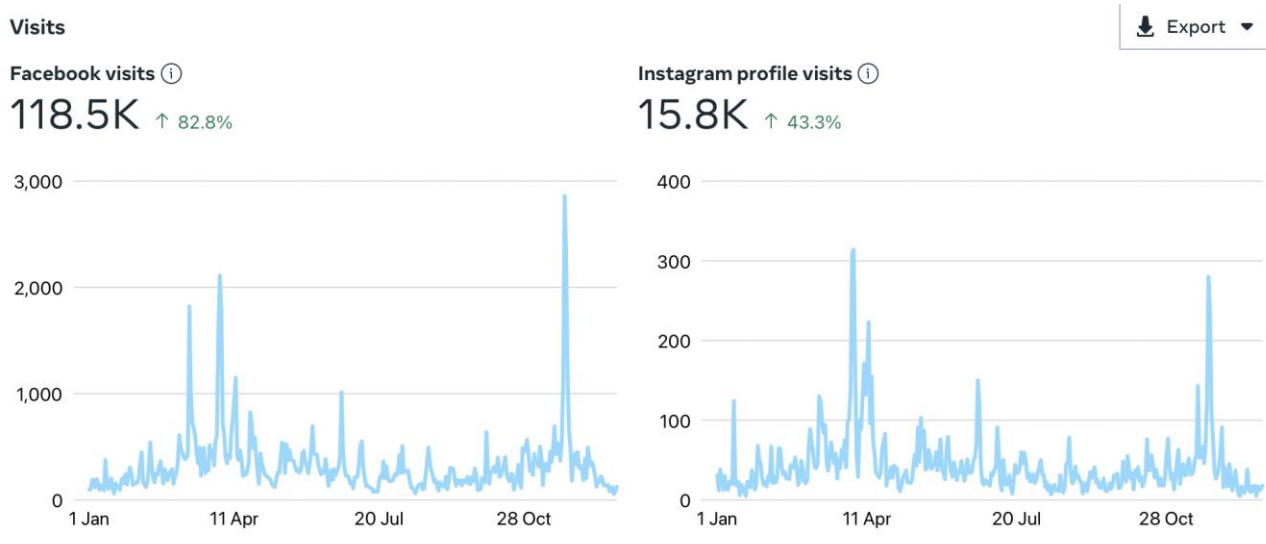 Visits
Export
Facebook visits
118.5K ↑ 82.8%
3,000
2,000
1,000
0
1 Jan 11 Apr 20 Jul 28 Oct
Instagram profile visits
15.8K ↑ 43.3%
400
300
200
100
0
1 Jan 11 Apr 20 Jul 28 Oct